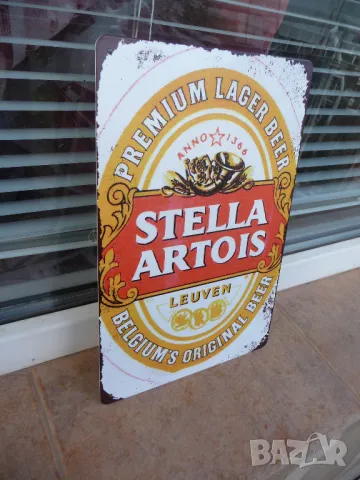 PREMIUM LAGER BEER
ANNO 1366
STELLA
ARTOIS
LEUVEN
BELGIUM'S ORIGINAL BEER
BAZAR